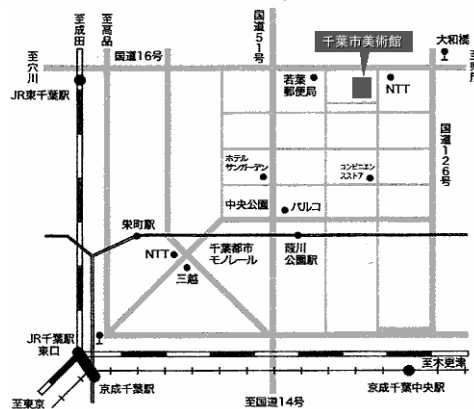 至成田
至高品
国道51号
千葉市美術館
大和橋
至穴川
国道16号
JR東千葉駅
若葉
郵便局
NTT
国道126号
ホテル
サンガーデン
コンビニエン
スストア
中央公園
パルコ
栄町駅
千葉都市
モノレール
葭川
公園駅
NTT
三越
JR千葉駅
東口
至木更津
至東京
京成千葉駅
至国道14号
京成千葉中央駅